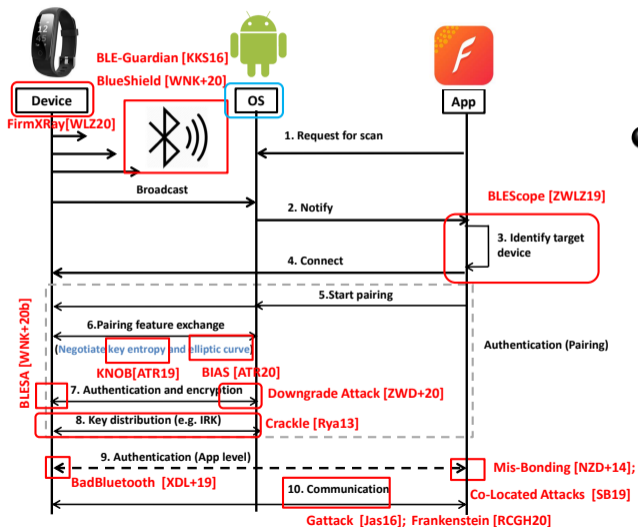 BLE-Guardian [KKS16]
BlueShield [WNK+20]
Device
OS
App
FirmXRay[WLZ20]
1. Request for scan
Broadcast
BLEScope [ZWLZ19]
2. Notify
3. Identify target
device
4. Connect
5.Start pairing
6.Pairing feature exchange
(Negotiate key entropy and elliptic curve)
Authentication (Pairing)
BLESA [WNK+20b]
KNOB[ATR19]
BIAS [ATR20]
7. Authentication and encryption
Downgrade Attack [ZWD+20]
8. Key distribution (e.g. IRK)
Crackle [Rya13]
9. Authentication (App level)
Mis-Bonding [NZD+14];
BadBluetooth [XDL+19]
10. Communication
Co-Located Attacks [SB19]
Gattack [Jas16]; Frankenstein [RCGH20]